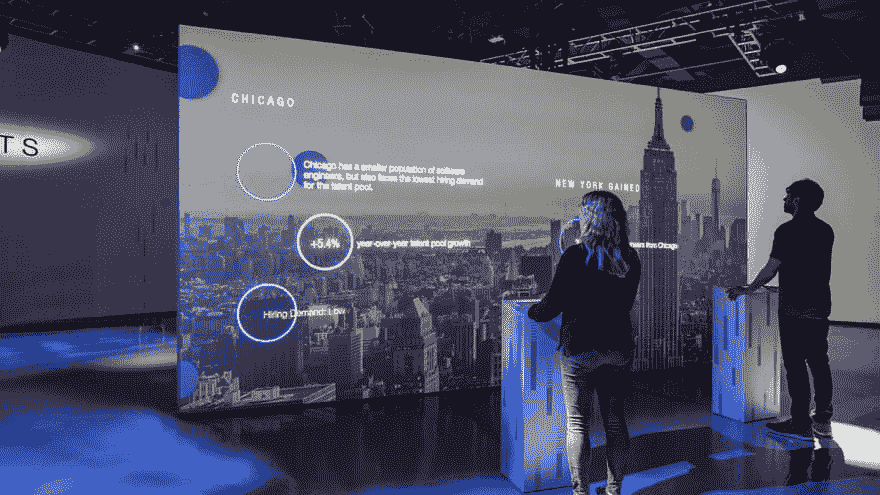 TS
CHICAGO
Chicago has a smaller population of software
engineers, but also faces the lowest hiring demand
for the talent pool.
+5.4% year-over-year talent pool growth
Hiring Demand: Low
NEW YORK GAINED
from Chicago